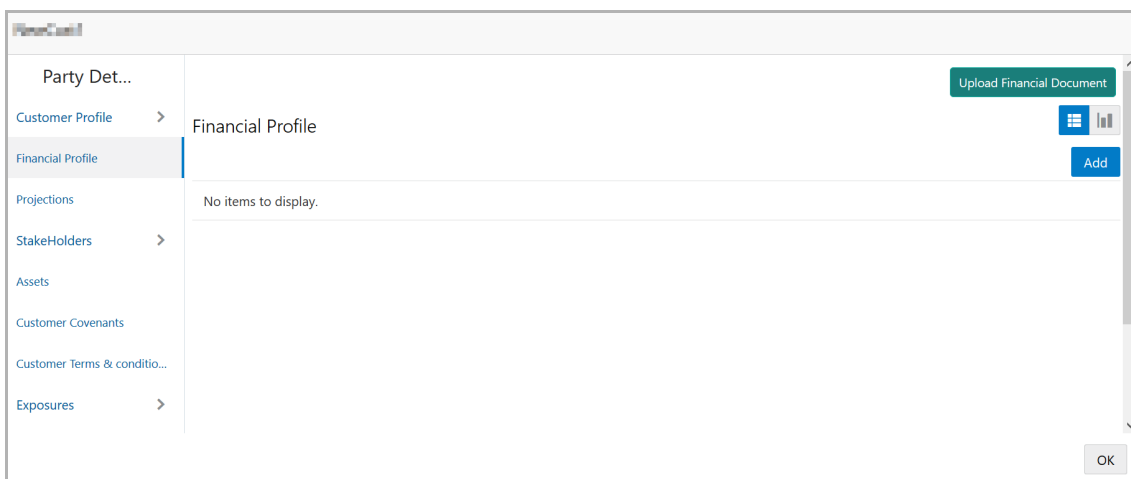 Party Det...
Upload Financial Document
Customer Profile
Financial Profile
Add
Financial Profile
Projections
No items to display.
StakeHolders
Assets
Customer Covenants
Customer Terms & conditio...
Exposures
OK